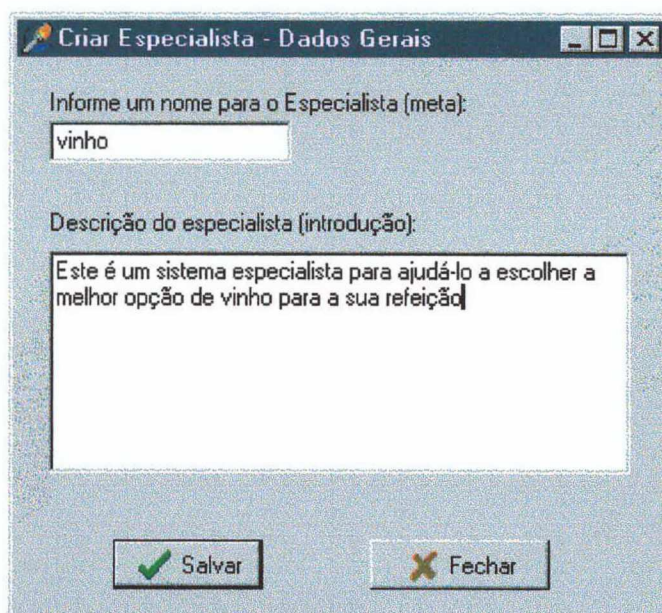 Criar Especialista - Dados Gerais
Informe um nome para o Especialista (meta):
vinho
Descrição do especialista (introdução):
Este é um sistema especialista para ajudá-lo a escolher a
melhor opção de vinho para a sua refeição
Salvar
Fechar